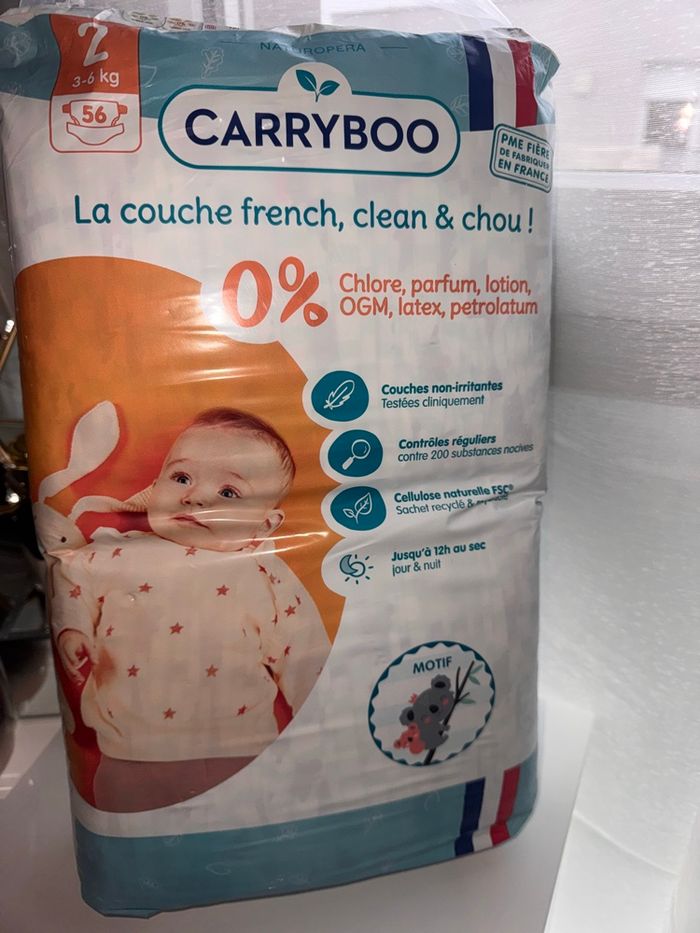 NATUROPERA
2
3-6 kg
56
CARRYBOO
PME FIÈRE
DE FABRIQUER
EN FRANCE
La couche french, clean & chou !
0%
Chlore, parfum, lotion,
OGM, latex, petrolatum
Couches non-irritantes
Testées cliniquement
Contrôles réguliers
contre 200 substances nocives
Cellulose naturelle FSC®
Sachet recyclé &
Jusqu'à 12h au sec
jour & nuit
MOTIF